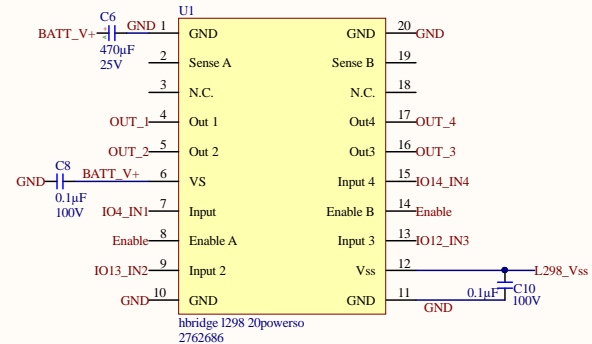 U1
C6
BATT_V+
470µF
25V
GND 1 GND
2 Sense A
3 N.C.
OUT_1 4 Out 1
OUT_2 5 Out 2
C8
GND
0.1µF
100V
BATT_V+ 6 VS
IO4_IN1 7 Input
Enable 8 Enable A
IO13_IN2 9 Input 2
GND 10 GND
GND 20 GND
Sense B 19
N.C. 18
Out4 17 OUT_4
Out3 16 OUT_3
Input 4 15 IO14_IN4
Enable B 14 Enable
Input 3 13 IO12_IN3
Vss 12 L298_Vss
GND 11 GND
0.1µF C10
100V
hbridge l298 20powerso
2762686